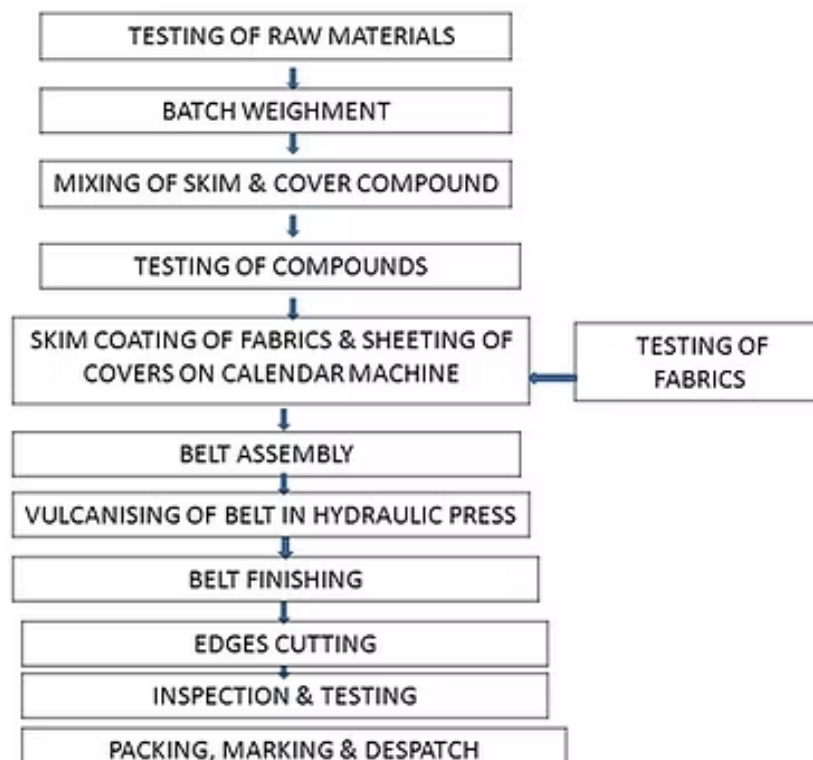 TESTING OF RAW MATERIALS
BATCH WEIGHMENT
MIXING OF SKIM & COVER COMPOUND
TESTING OF COMPOUNDS
SKIM COATING OF FABRICS & SHEETING OF
COVERS ON CALENDAR MACHINE
TESTING OF
FABRICS
BELT ASSEMBLY
VULCANISING OF BELT IN HYDRAULIC PRESS
BELT FINISHING
EDGES CUTTING
INSPECTION & TESTING
PACKING, MARKING & DESPATCH